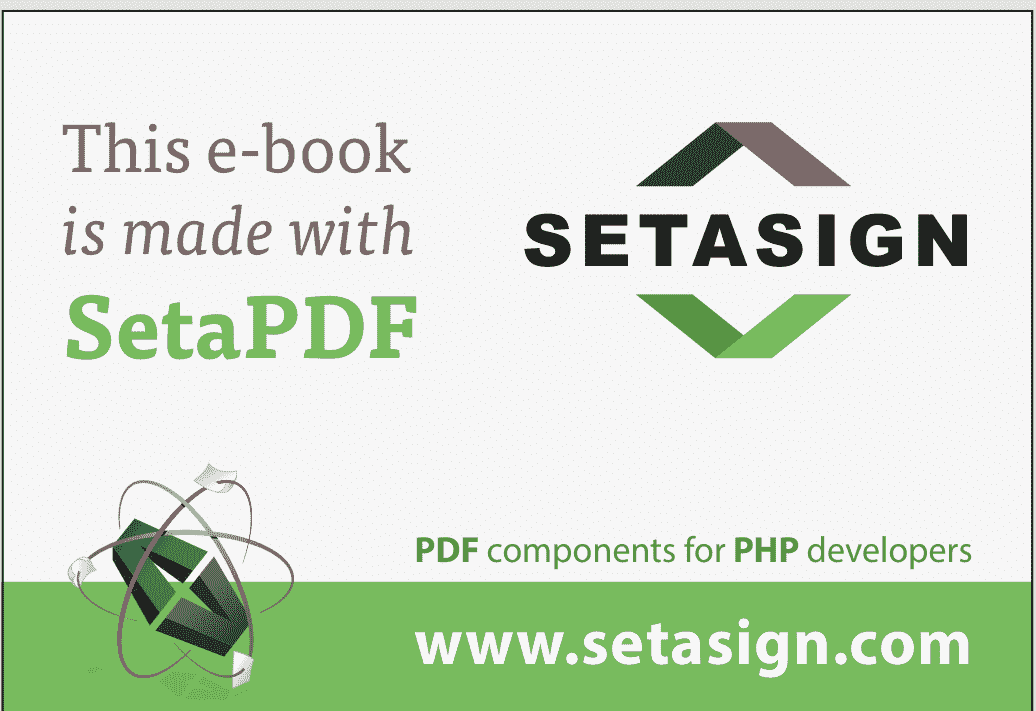 This e-book
is made with
SetaPDF
SETASIGN
PDF components for PHP developers
www.setasign.com